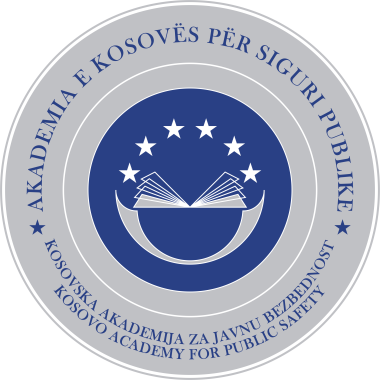 AKADEMIA E KOSOVËS PËR SIGURI PUBLIKE
KOSOVSKA AKADEMIJA ZA JAVNU BEZBEDNOST
KOSOVO ACADEMY FOR PUBLIC SAFETY